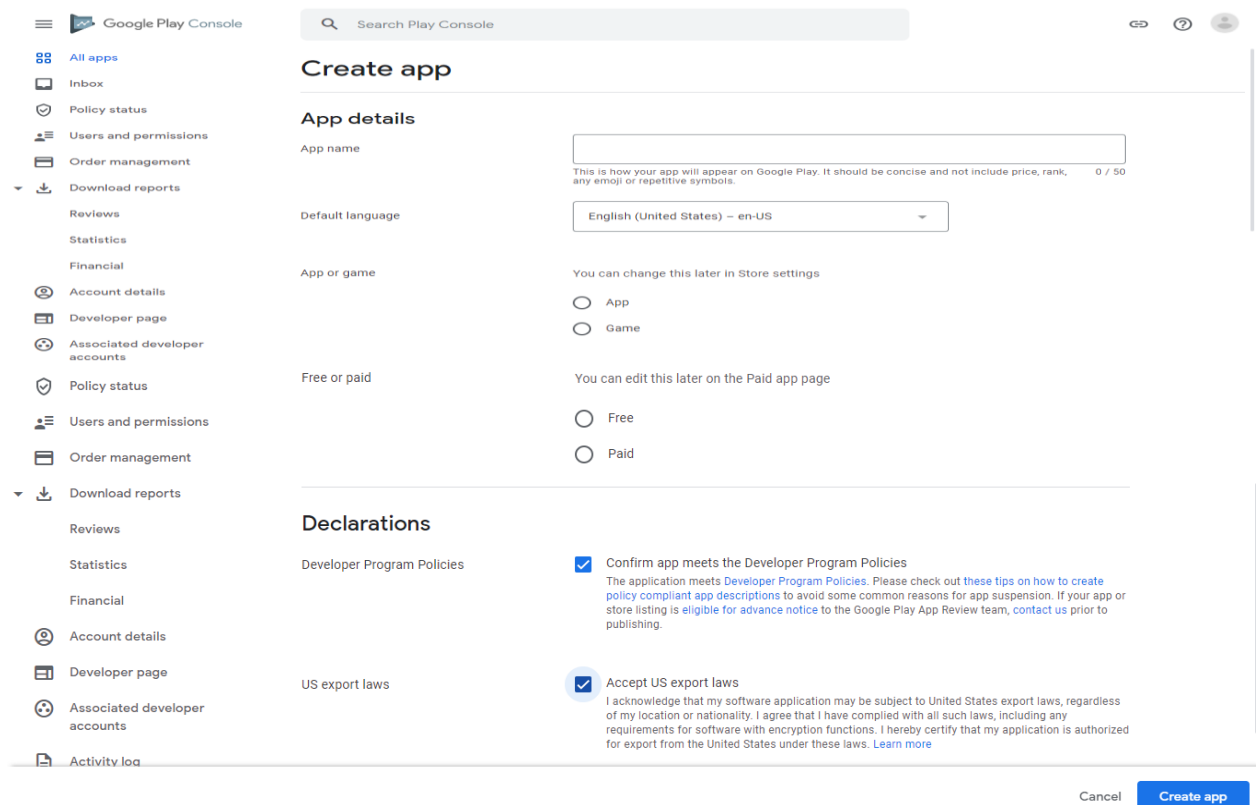 Google Play Console
Search Play Console
All apps
Inbox
Policy status
Users and permissions
Order management
Download reports
Reviews
Statistics
Financial
Account details
Developer page
Associated developer
accounts
Policy status
Users and permissions
Order management
Download reports
Reviews
Statistics
Financial
Account details
Developer page
Associated developer
accounts
Activity log
Create app
App details
App name
This is how your app will appear on Google Play. It should be concise and not include price, rank, 0 / 50
any emoji or repetitive symbols.
Default language
English (United States) – en-US
App or game
You can change this later in Store settings
App
Game
Free or paid
You can edit this later on the Paid app page
Free
Paid
Declarations
Developer Program Policies
Confirm app meets the Developer Program Policies
The application meets Developer Program Policies. Please check out these tips on how to create
policy compliant app descriptions to avoid some common reasons for app suspension. If your app or
store listing is eligible for advance notice to the Google Play App Review team, contact us prior to
publishing.
US export laws
Accept US export laws
I acknowledge that my software application may be subject to United States export laws, regardless
of my location or nationality. I agree that I have complied with all such laws, including any
requirements for software with encryption functions. I hereby certify that my application is authorized
for export from the United States under these laws. Learn more
Cancel
Create app